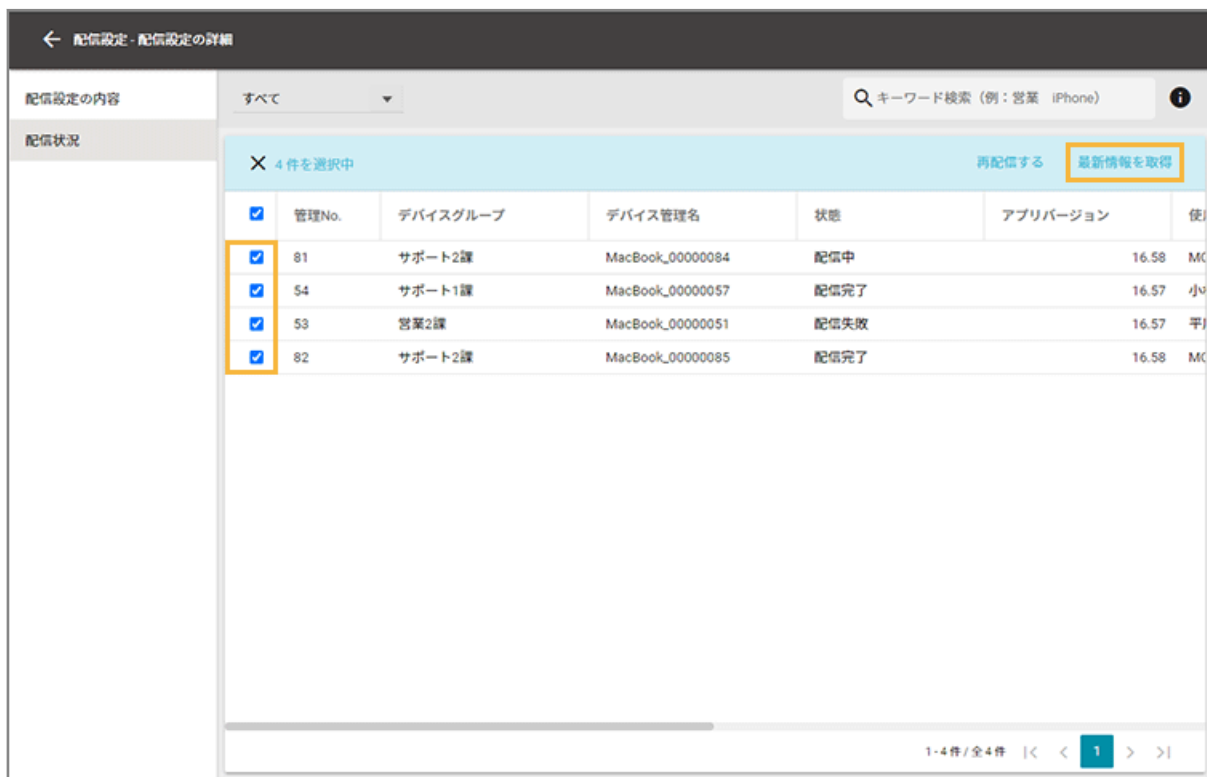 配信設定 - 配信設定の詳細
配信設定の内容
配信状況
すべて
キーワード検索（例：営業　iPhone）
4 件を選択中
再配信する
最新情報を取得
管理No. デバイスグループ デバイス管理名 状態 アプリバージョン
81 サポート2課 MacBook_00000084 配信中 16.58 MO
54 サポート1課 MacBook_00000057 配信完了 16.57
53 営業2課 MacBook_00000051 配信失敗 16.57
82 サポート2課 MacBook_00000085 配信完了 16.58 MO
1 - 4 件 / 全 4 件 |< < 1 > >|